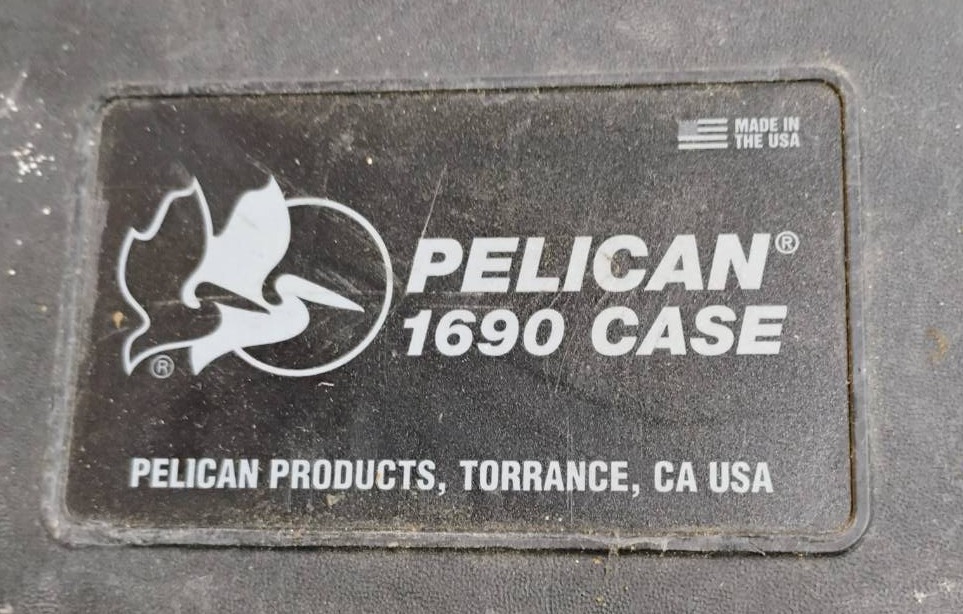 MADE IN
THE USA
PELICAN®
1690 CASE
®
PELICAN PRODUCTS, TORRANCE, CA USA